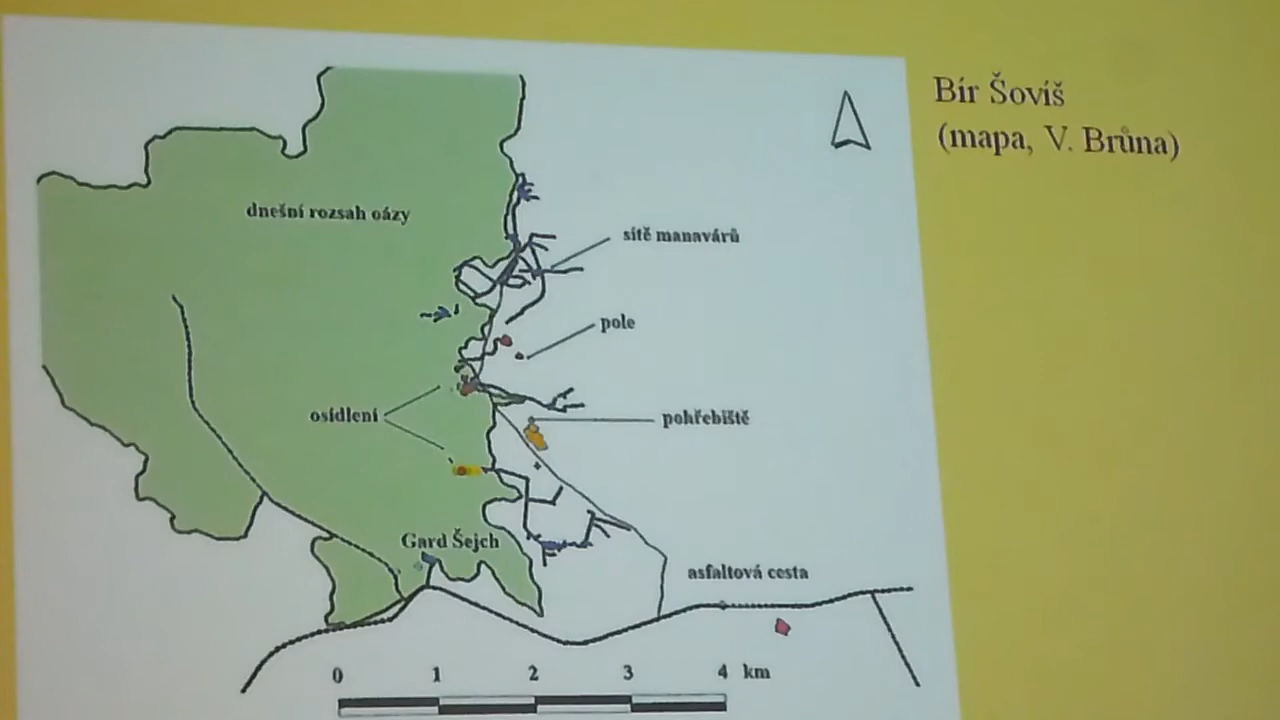 Bír Šovíš
(mapa, V. Brůna)
dnešní rozsah oázy
sítě manavárů
pole
osídlení
pohřebiště
Gard Šejch
asfaltová cesta
0 1 2 3 4 km